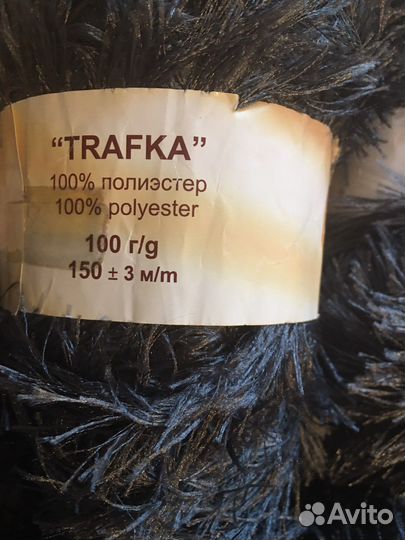 “TRAFKA”
100% полиэстер
100% polyester
100 г/g
150 ± 3 м/m
Avito